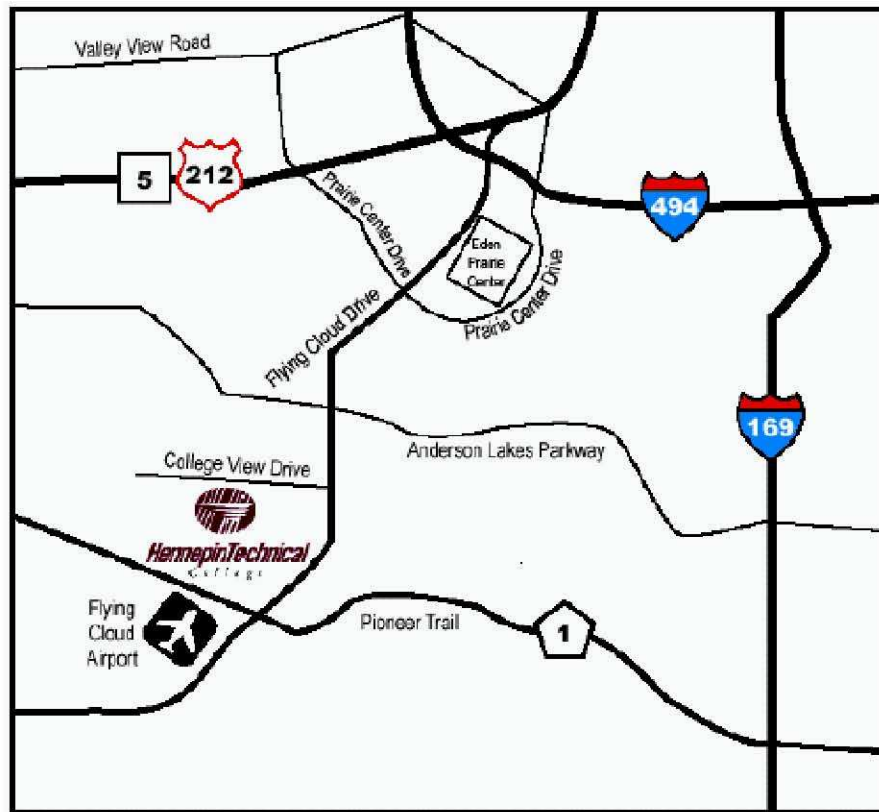 Valley View Road
5
212
494
Prairie Center Drive
Eden
Prairie
Center
Prairie Center Drive
Flying Cloud Drive
169
Anderson Lakes Parkway
College View Drive
HennepinTechnical
College
Flying
Cloud
Airport
Pioneer Trail
1